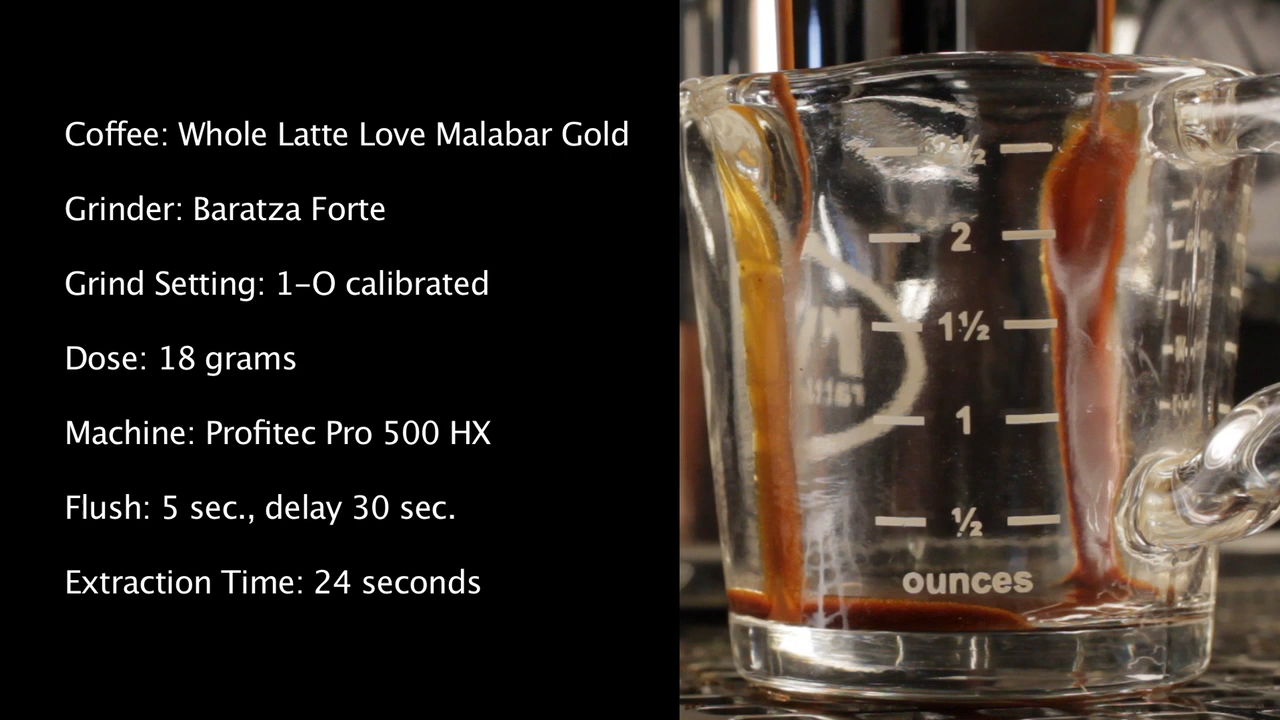 Coffee: Whole Latte Love Malabar Gold
Grinder: Baratza Forte
Grind Setting: 1-O calibrated
Dose: 18 grams
Machine: Profitec Pro 500 HX
Flush: 5 sec., delay 30 sec.
Extraction Time: 24 seconds
2½
2
1½
1
½
ounces